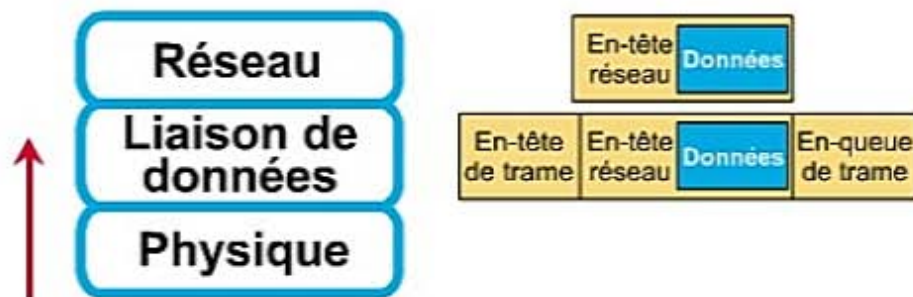 Réseau
En-tête
réseau
Données
Liaison de
données
En-tête
de trame
En-tête
réseau
Données
En-queue
de trame
Physique